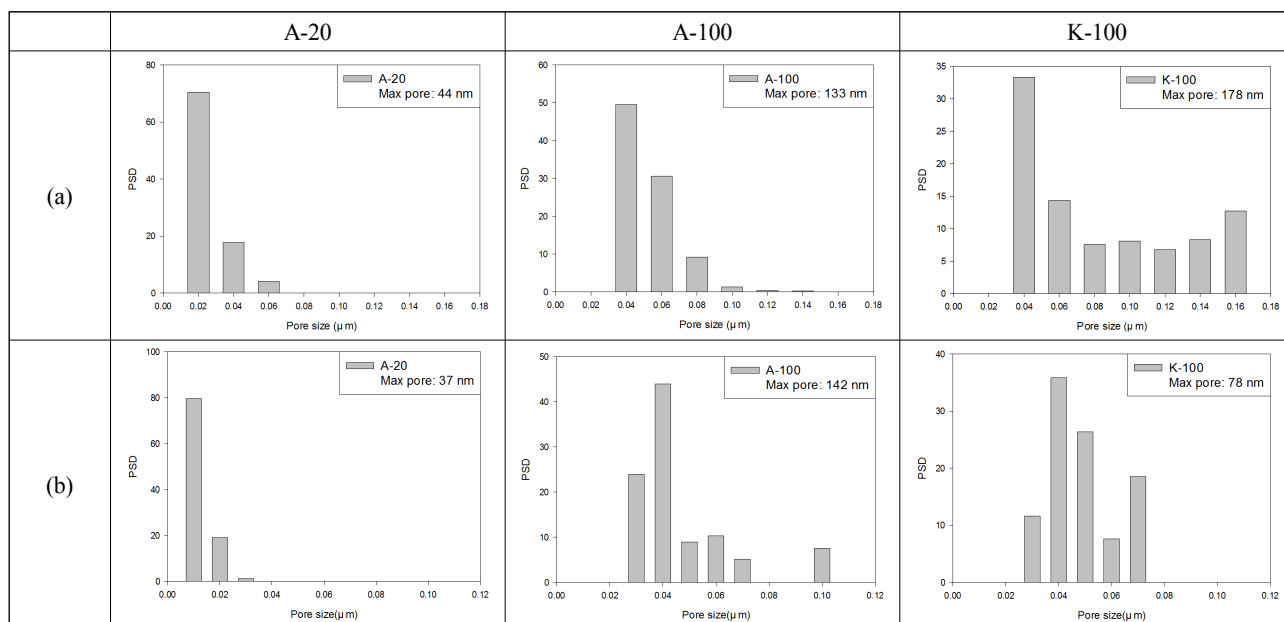 A-20 A-100 K-100
(a)
A-20
Max pore: 44 nm
PSD
80
60
40
20
0
0.00 0.02 0.04 0.06 0.08 0.10 0.12 0.14 0.16 0.18
Pore size (μ m)
A-100
Max pore: 133 nm
PSD
60
50
40
30
20
10
0
0.00 0.02 0.04 0.06 0.08 0.10 0.12 0.14 0.16 0.18
Pore size (μ m)
K-100
Max pore: 178 nm
PSD
35
30
25
20
15
10
5
0
0.00 0.02 0.04 0.06 0.08 0.10 0.12 0.14 0.16 0.18
Pore size (μ m)
(b)
A-20
Max pore: 37 nm
PSD
100
80
60
40
20
0
0.00 0.02 0.04 0.06 0.08 0.10 0.12
Pore size(μ m)
A-100
Max pore: 142 nm
PSD
50
40
30
20
10
0
0.00 0.02 0.04 0.06 0.08 0.10 0.12
Pore size(μ m)
K-100
Max pore: 78 nm
PSD
40
30
20
10
0
0.00 0.02 0.04 0.06 0.08 0.10 0.12
Pore size(μ m)